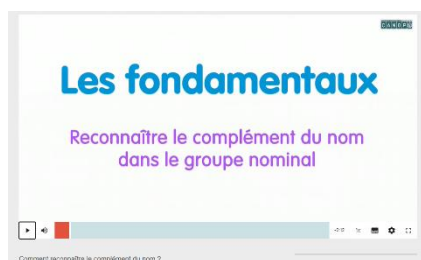 CANOPÉ
Les fondamentaux
Reconnaître le complément du nom
dans le groupe nominal
Comment reconnaître le complément du nom ?